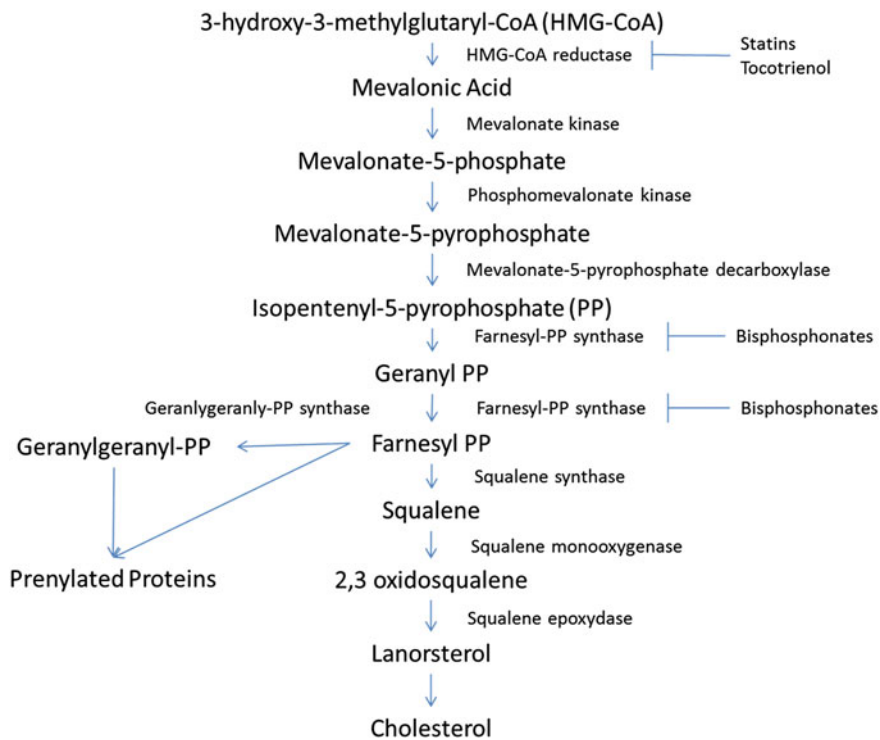 3-hydroxy-3-methylglutaryl-CoA (HMG-CoA)
HMG-CoA reductase
Statins
Tocotrienol
Mevalonic Acid
Mevalonate kinase
Mevalonate-5-phosphate
Phosphomevalonate kinase
Mevalonate-5-pyrophosphate
Mevalonate-5-pyrophosphate decarboxylase
Isopentenyl-5-pyrophosphate (PP)
Farnesyl-PP synthase
Bisphosphonates
Geranyl PP
Geranlygeranly-PP synthase
Farnesyl-PP synthase
Bisphosphonates
Geranylgeranyl-PP
Farnesyl PP
Squalene synthase
Squalene
Squalene monooxygenase
Prenylated Proteins
2,3 oxidosqualene
Squalene epoxydase
Lanorsterol
Cholesterol